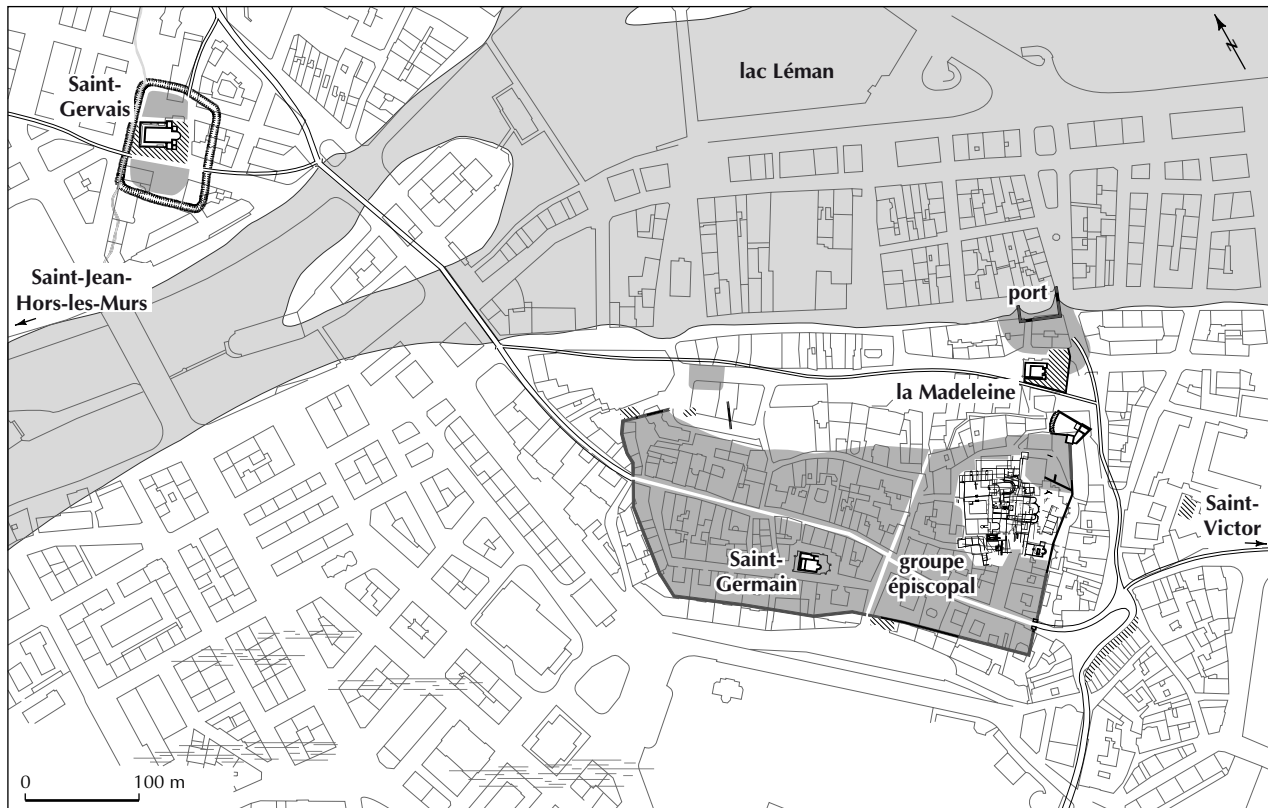 N
lac Léman
Saint-
Gervais
Saint-Jean-
Hors-les-Murs
port
la Madeleine
Saint-
Victor
Saint-
Germain
groupe
épiscopal
0 100 m